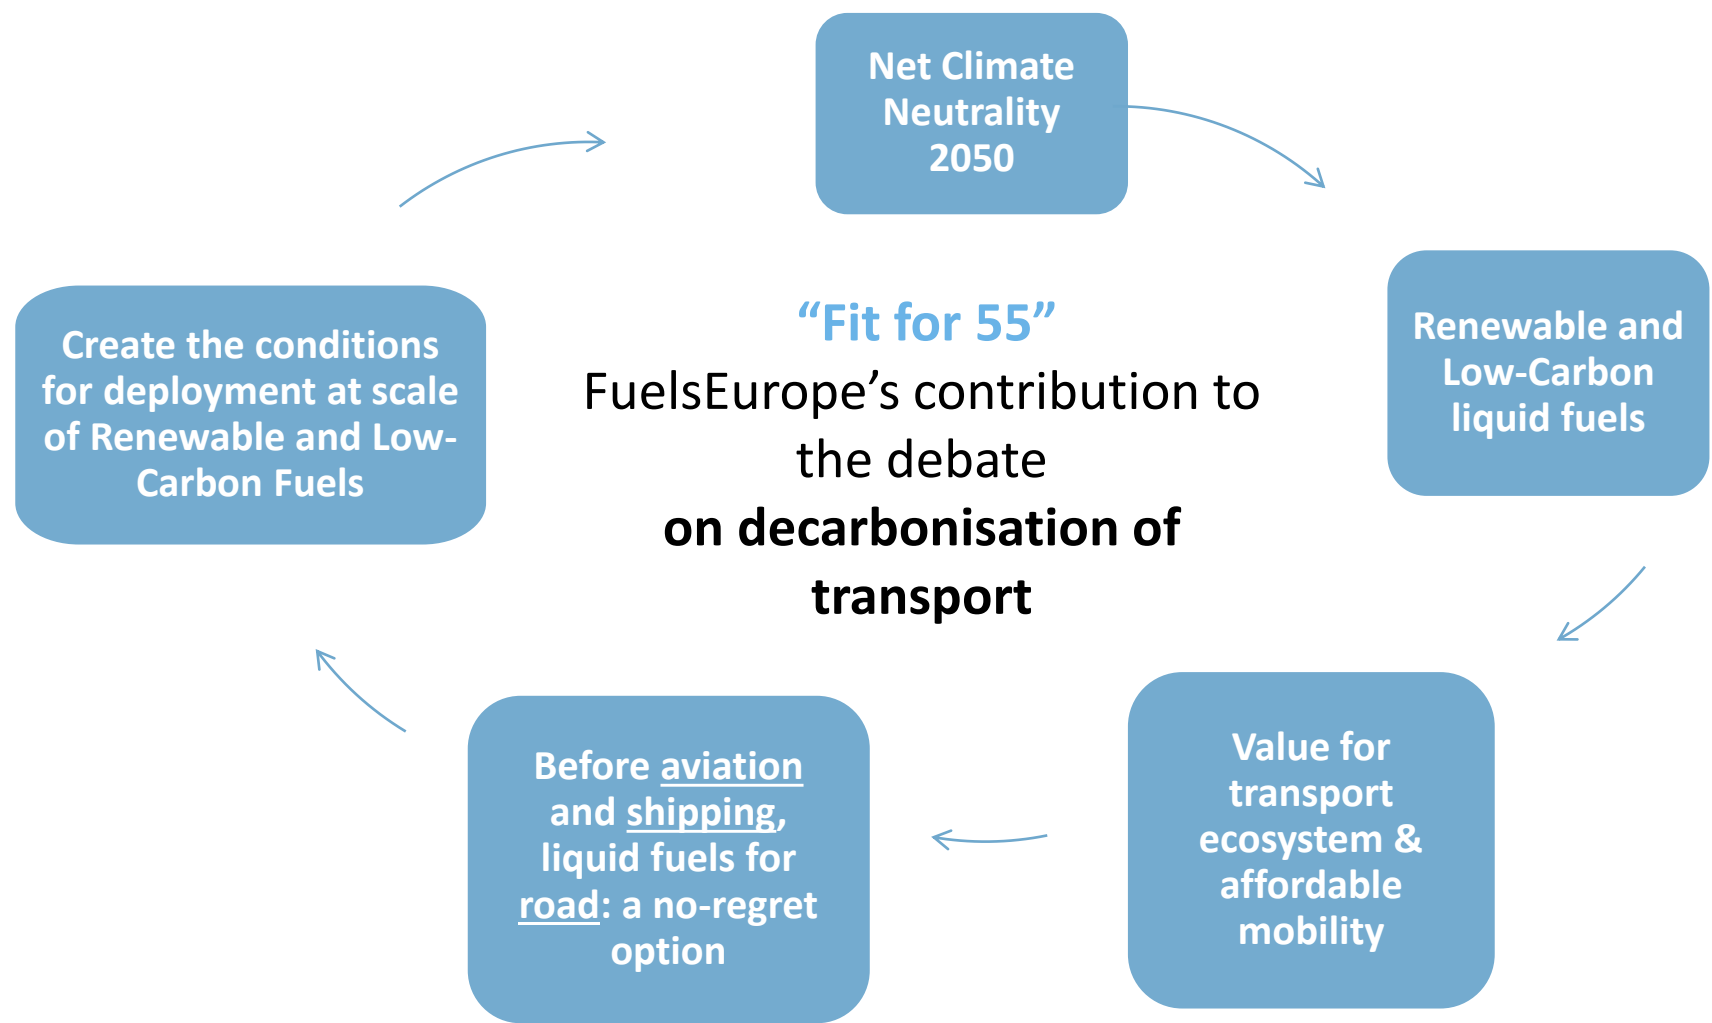 Net Climate
Neutrality
2050
Renewable and
Low-Carbon
liquid fuels
Value for
transport
ecosystem &
affordable
mobility
Before aviation
and shipping,
liquid fuels for
road: a no-regret
option
Create the conditions
for deployment at scale
of Renewable and Low-
Carbon Fuels
“Fit for 55”
FuelsEurope’s contribution to
the debate
on decarbonisation of
transport